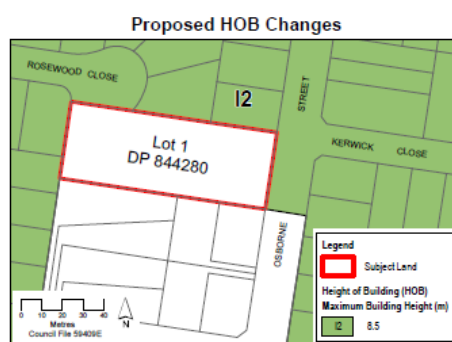 Proposed HOB Changes
ROSEWOOD CLOSE
I2
STREET
Lot 1
DP 844280
KERWICK CLOSE
OSBORNE
Legend
Subject Land
Height of Building (HOB)
Maximum Building Height (m)
I2 8.5
0 10 20 30 40
Metres
Council File 59409E
N